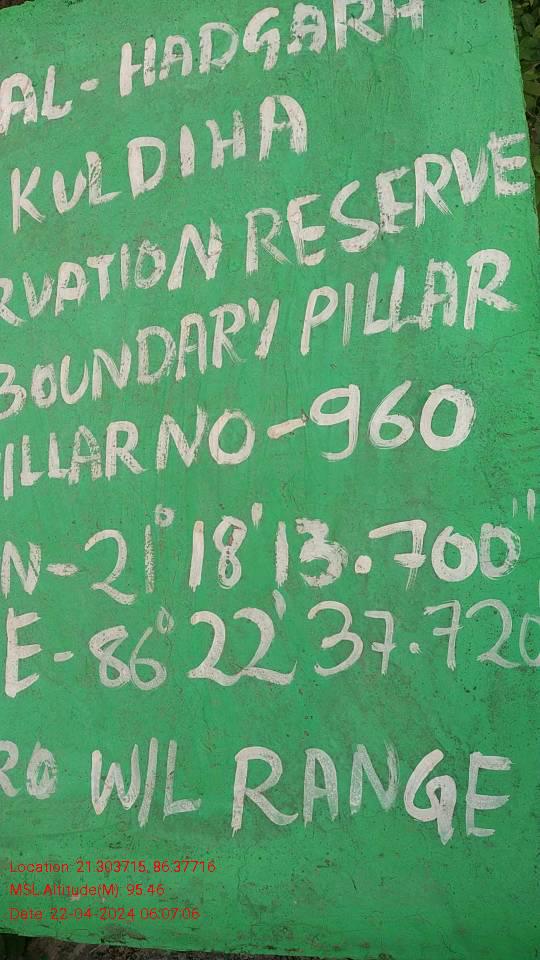 AL-HADGARH
KULDIHA
RVATION RESERVE
BOUNDARY PILLAR
ILLAR NO-960
N-21° 18' 13.700"
E-86° 22' 37.720
RO W/L RANGE
Location: 21.303715, 86.37716
MSL Altitude(M): 95.46
Date: 22-04-2024 06:07:06